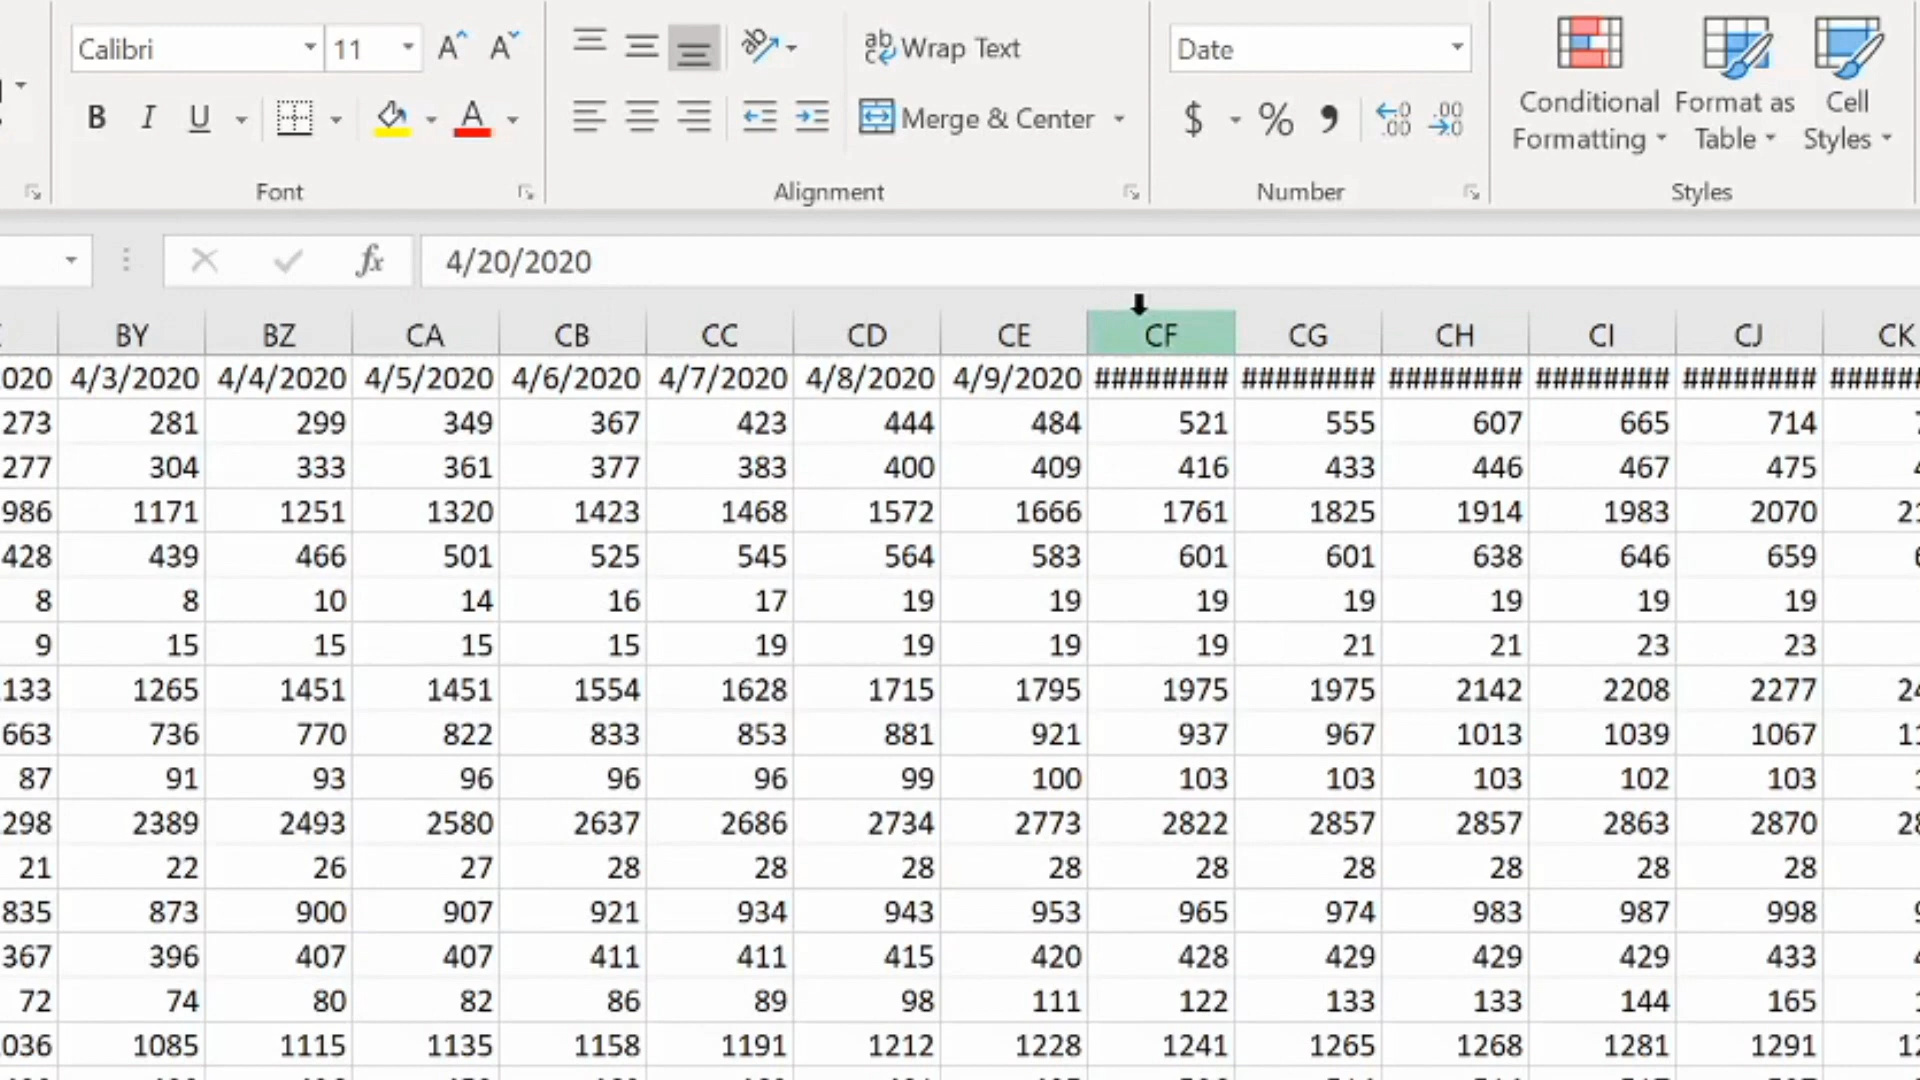 Calibri 11 A A ab Wrap Text Date
B I U A Merge & Center $ % , .00 .00 Conditional Formatting Format as Table Cell Styles
Font Alignment Number Styles
fx 4/20/2020
BY BZ CA CB CC CD CE CF CG CH CI CJ CK
020 4/3/2020 4/4/2020 4/5/2020 4/6/2020 4/7/2020 4/8/2020 4/9/2020 ######## ######## ######## ######## ########
273 281 299 349 367 423 444 484 521 555 607 665 714
277 304 333 361 377 383 400 409 416 433 446 467 475
986 1171 1251 1320 1423 1468 1572 1666 1761 1825 1914 1983 2070
428 439 466 501 525 545 564 583 601 601 638 646 659
8 8 10 14 16 17 19 19 19 19 19 19 19
9 15 15 15 15 19 19 19 19 21 21 23 23
133 1265 1451 1451 1554 1628 1715 1795 1975 1975 2142 2208 2277
663 736 770 822 833 853 881 921 937 967 1013 1039 1067
87 91 93 96 96 96 99 100 103 103 103 102 103
298 2389 2493 2580 2637 2686 2734 2773 2822 2857 2857 2863 2870
21 22 26 27 28 28 28 28 28 28 28 28 28
835 873 900 907 921 934 943 953 965 974 983 987 998
367 396 407 407 411 411 415 420 428 429 429 429 433
72 74 80 82 86 89 98 111 122 133 133 144 165
036 1085 1115 1135 1158 1191 1212 1228 1241 1265 1268 1281 1291